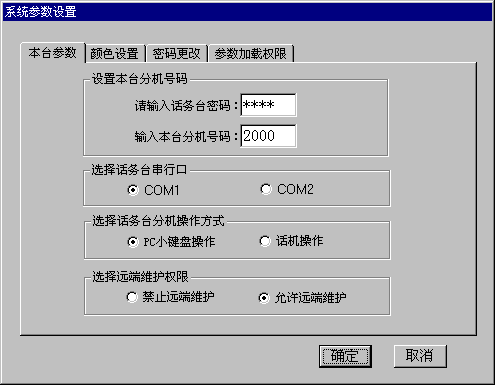 系统参数设置
本台参数 颜色设置 密码更改 参数加载权限
设置本台分机号码
请输入话务台密码：****
输入本台分机号码：2000
选择话务台串行口
COM1 COM2
选择话务台分机操作方式
PC小键盘操作 话机操作
选择远端维护权限
禁止远端维护 允许远端维护
确定 取消